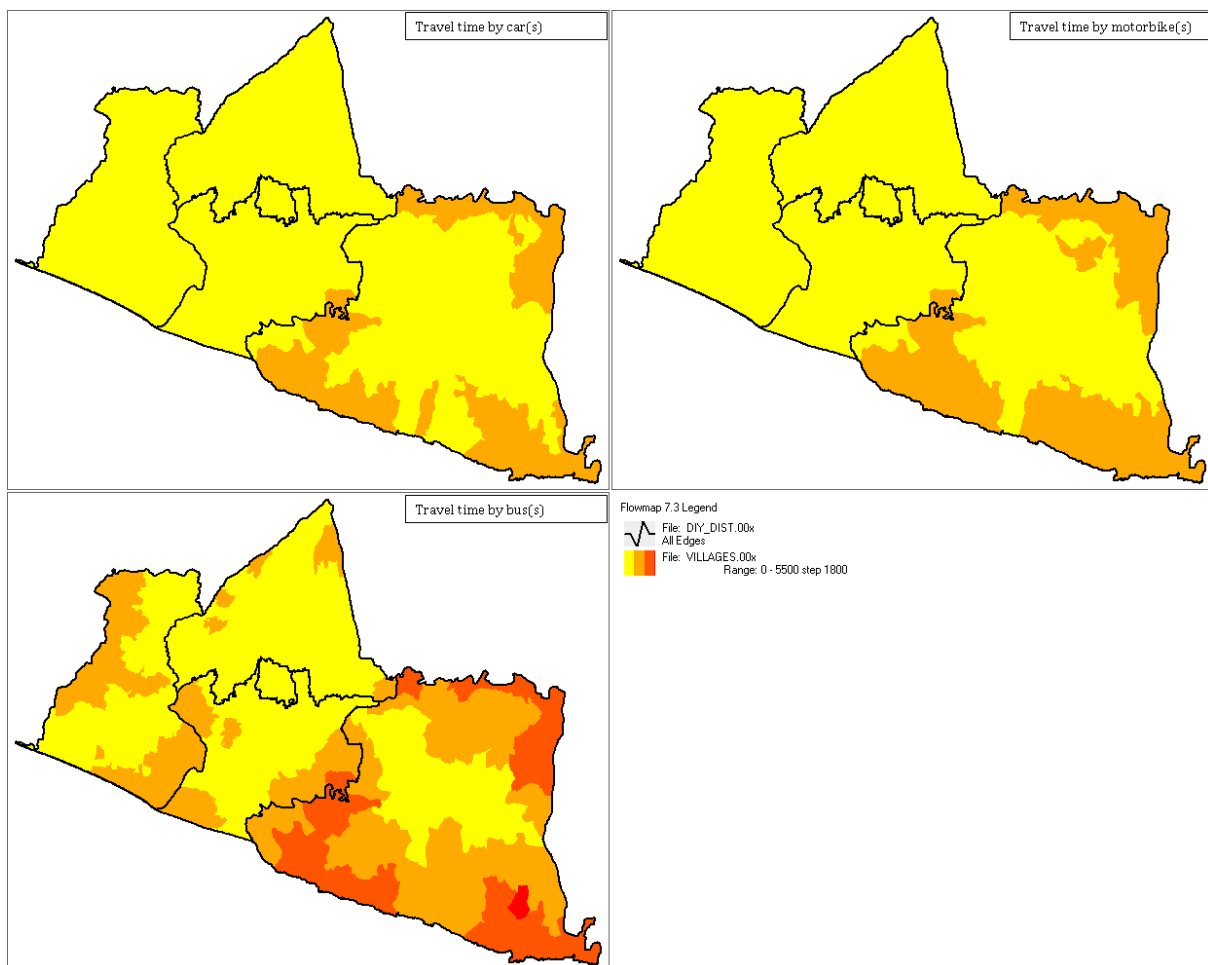 Travel time by car(s)
Travel time by motorbike(s)
Travel time by bus(s)
Flowmap 7.3 Legend
File: DIY_DIST.00x
All Edges
File: VILLAGES.00x
Range: 0 - 5500 step 1800